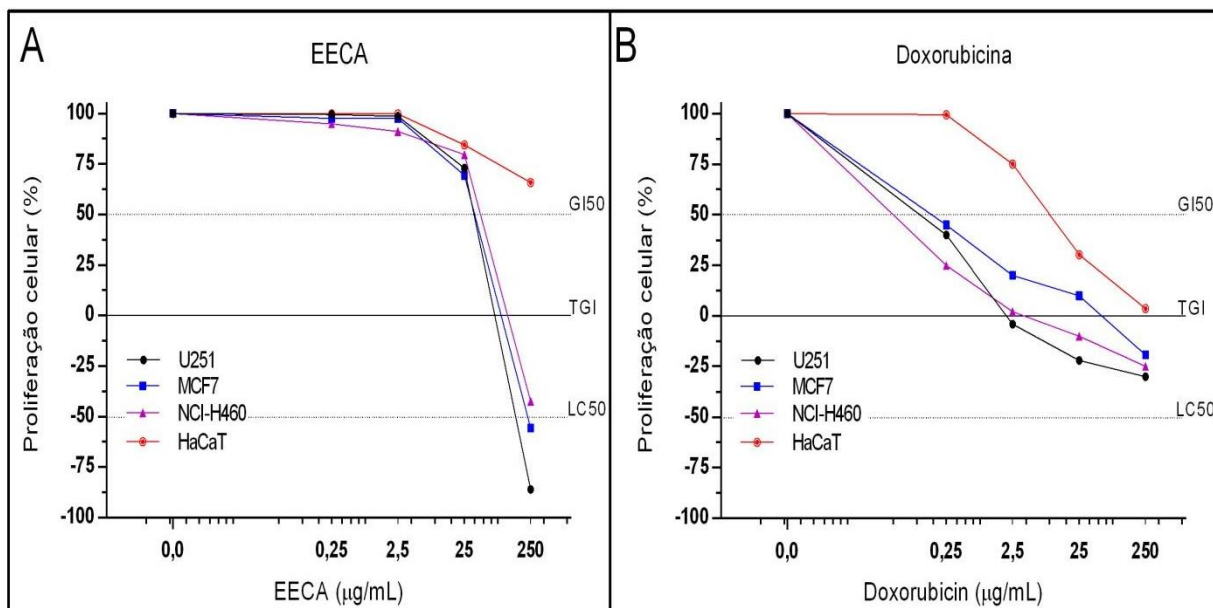 A
EECA
Proliferação celular (%)
100
75
50
25
0
-25
-50
-75
-100
GI50
TGI
LC50
U251
MCF7
NCI-H460
HaCaT
0,0 0,25 2,5 25 250
EECA (µg/mL)
B
Doxorubicina
Proliferação celular (%)
100
75
50
25
0
-25
-50
-75
-100
GI50
TGI
LC50
U251
MCF7
NCI-H460
HaCaT
0,0 0,25 2,5 25 250
Doxorubicin (µg/mL)